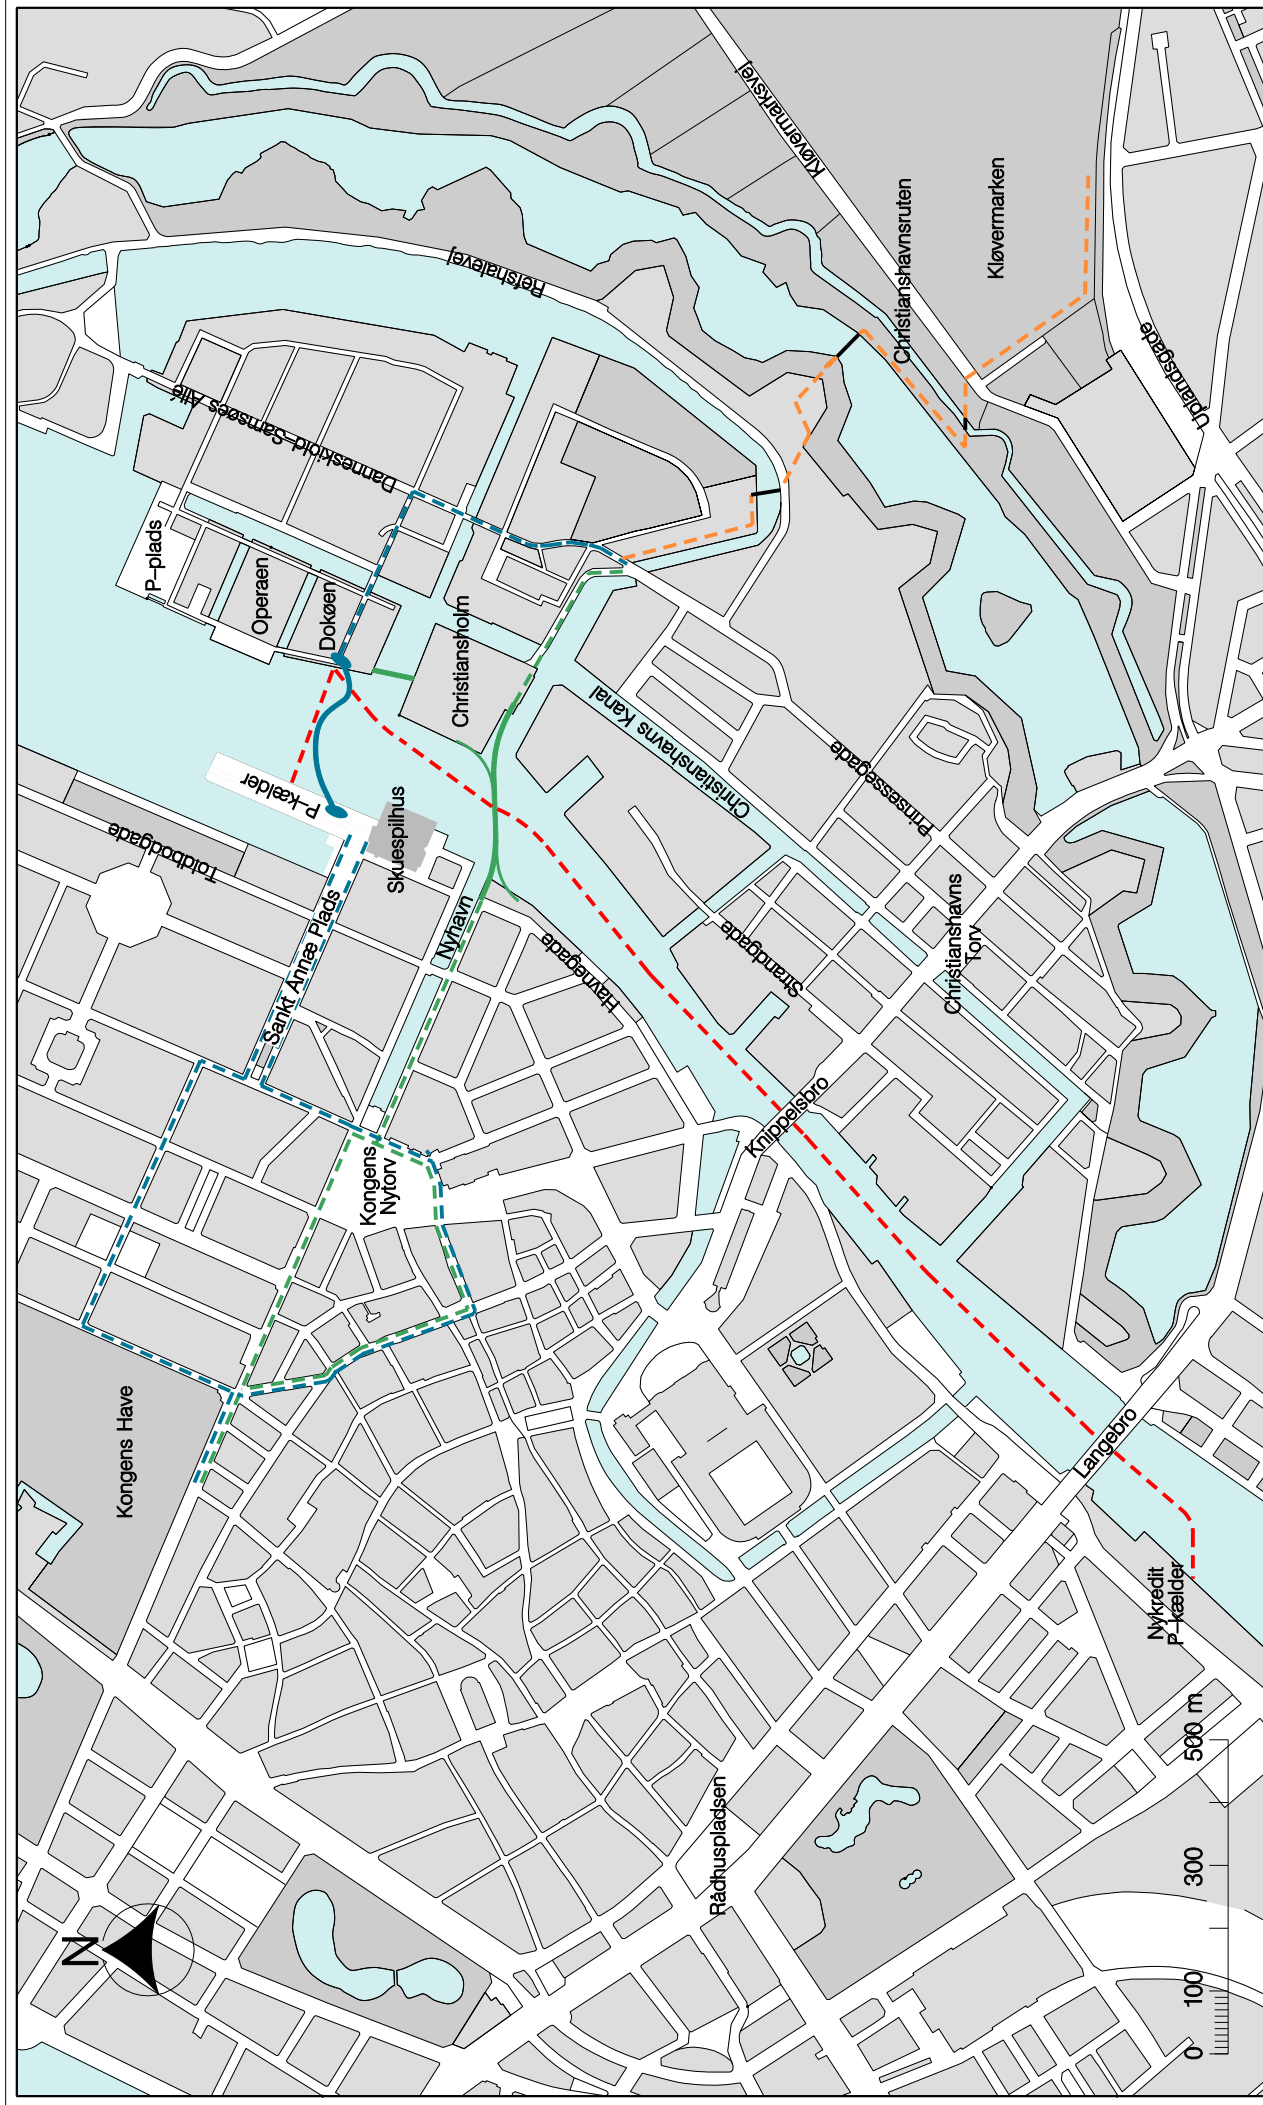 Kløvermarksvej
Christianshavnsruten
Kløvermarken
Refshalevej
Uplandsgade
Danneskiold-Samsøes Allé
P-plads
Operaen
Dokøen
Christiansholm
Christianshavns Kanal
Prinsessegade
P-kælder
Toldbodgade
Skuespilhus
Sankt Annæ Plads
Nyhavn
Havnegade
Strandgade
Christianshavns
Torv
Knippelsbro
Kongens
Nytorv
Kongens Have
Langebro
Nykredit
P-kælder
Rådhuspladsen
N
0
100
300
500 m